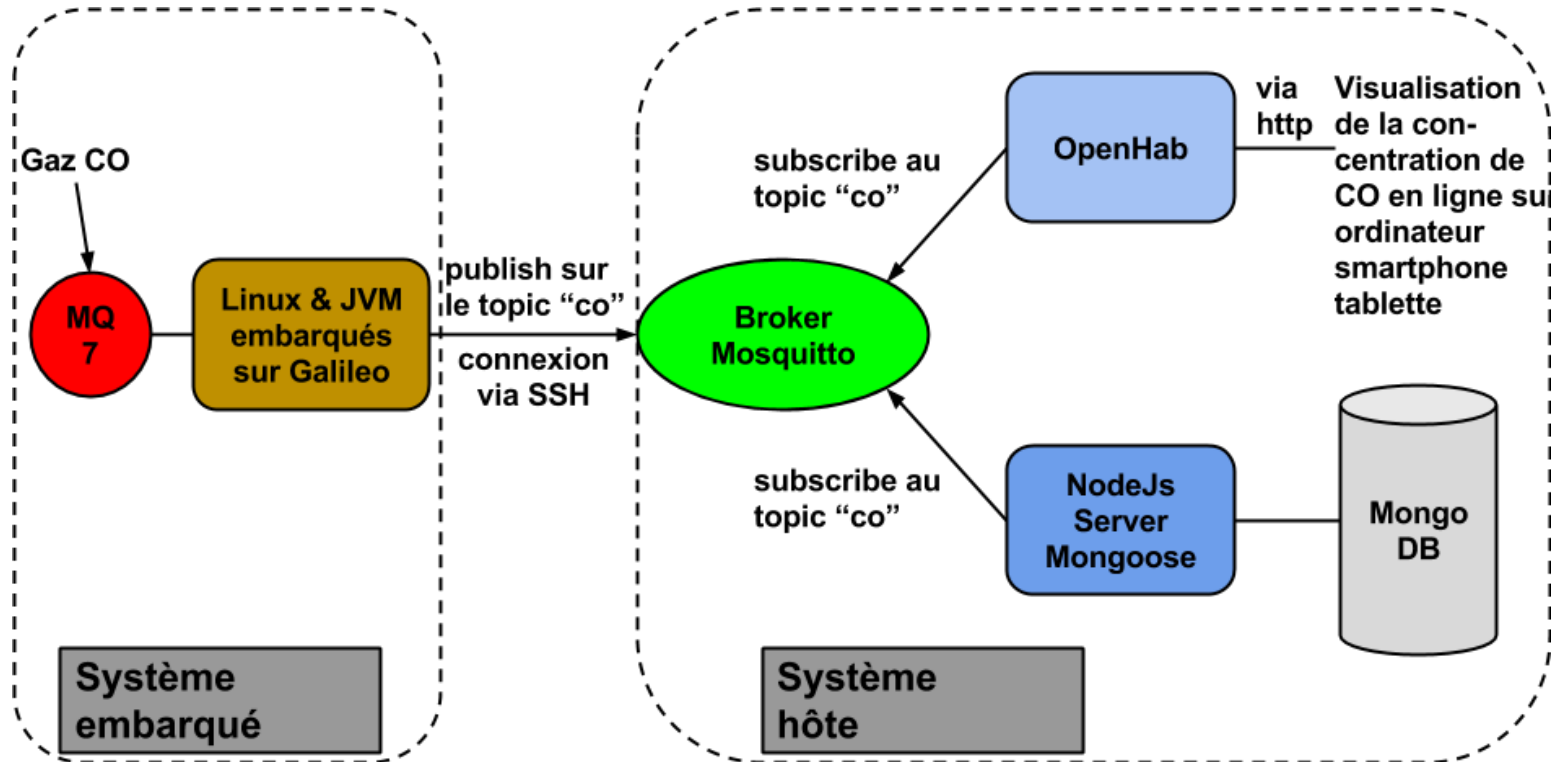 Gaz CO
MQ
7
Linux & JVM
embarqués
sur Galileo
publish sur
le topic “co”
connexion
via SSH
Broker
Mosquitto
subscribe au
topic “co”
OpenHab
via
http
Visualisation
de la con-
centration de
CO en ligne sur
ordinateur
smartphone
tablette
subscribe au
topic “co”
NodeJs
Server
Mongoose
Mongo
DB
Système
embarqué
Système
hôte